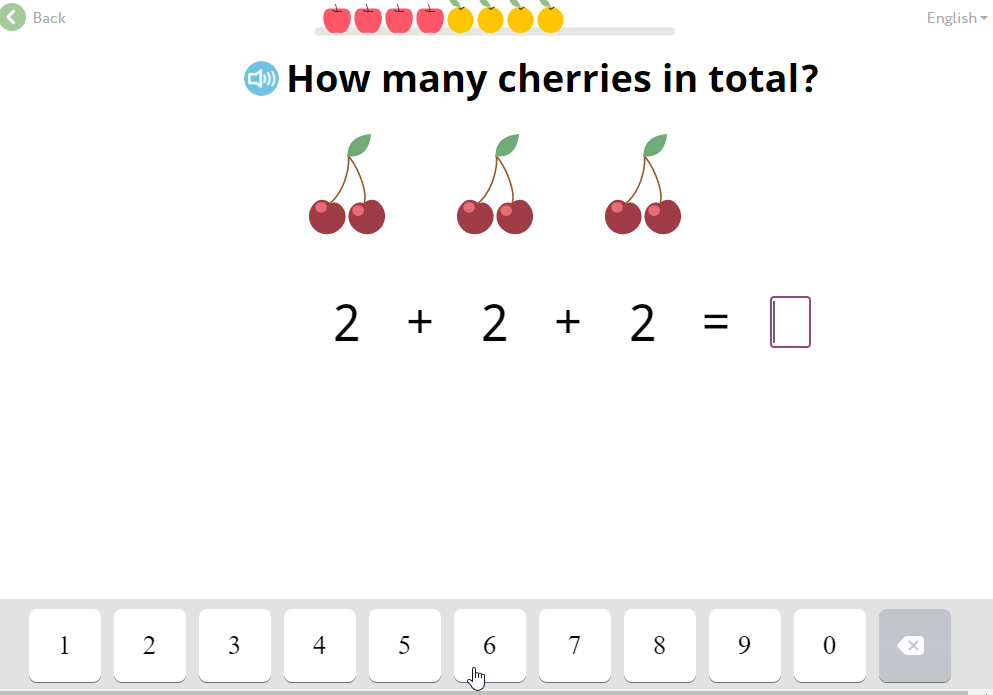 Back
English
How many cherries in total?
2 + 2 + 2 =
1 2 3 4 5 6 7 8 9 0